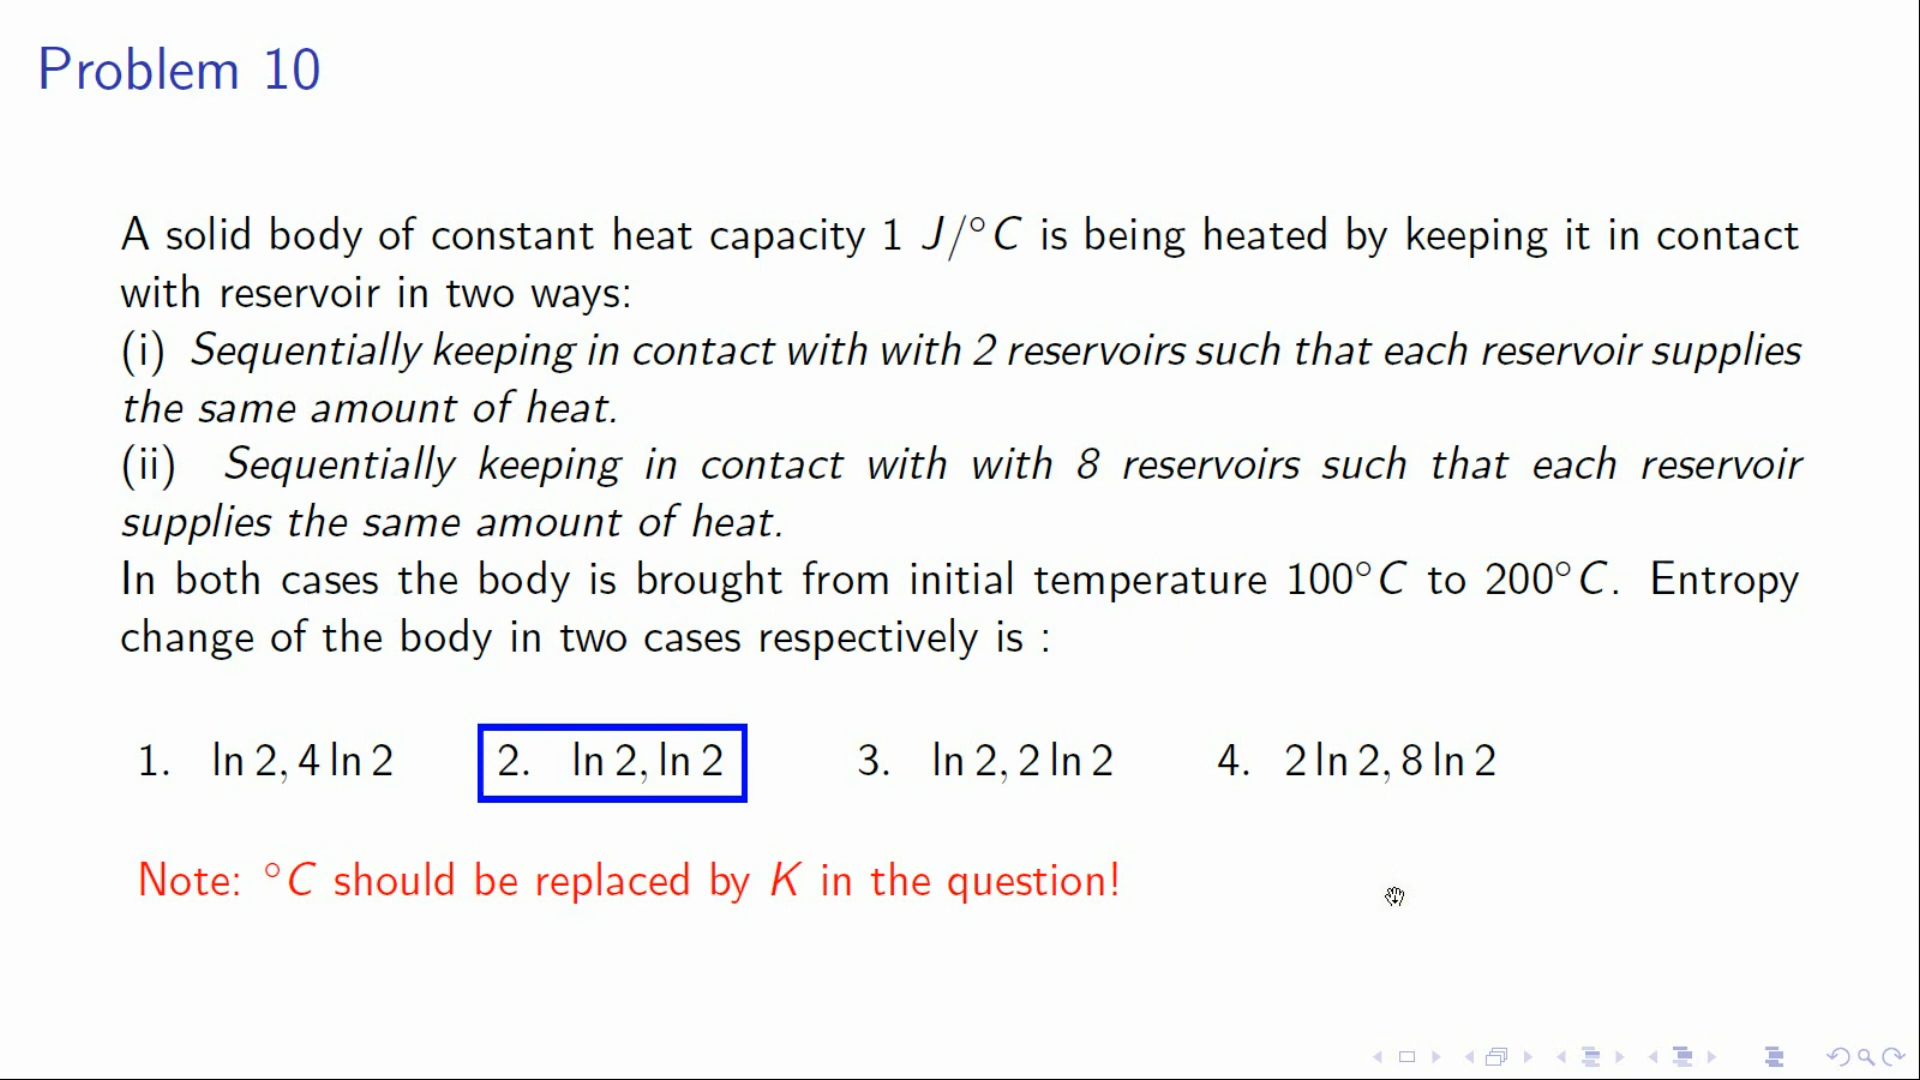 Problem 10
A solid body of constant heat capacity 1 J/°C is being heated by keeping it in contact
with reservoir in two ways:
(i) Sequentially keeping in contact with with 2 reservoirs such that each reservoir supplies
the same amount of heat.
(ii) Sequentially keeping in contact with with 8 reservoirs such that each reservoir
supplies the same amount of heat.
In both cases the body is brought from initial temperature 100°C to 200°C. Entropy
change of the body in two cases respectively is :
1. ln 2, 4 ln 2 2. ln 2, ln 2 3. ln 2, 2 ln 2 4. 2 ln 2, 8 ln 2
Note: °C should be replaced by K in the question!